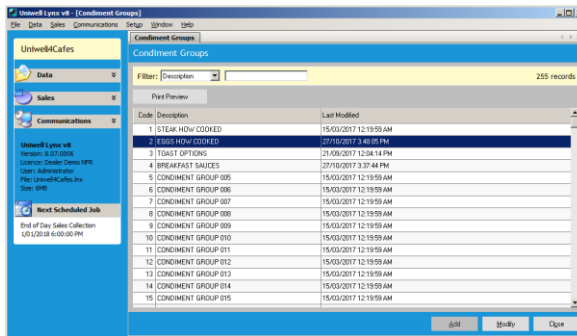 Uniwell Lynx v8 - [Condiment Groups]
File Data Sales Communications Setup Window Help
Uniwell4Cafes
Data
Sales
Communications
Uniwell Lynx v8
Version: 8.07.0006
Licence: Dealer Demo NFR
User: Administrator
File: Uniwell4Cafes.lnx
Size: 8MB
Next Scheduled Job
End of Day Sales Collection
1/01/2018 6:00:00 PM
Condiment Groups
Condiment Groups
Filter: Description 255 records
Print Preview
Code Description Last Modified
1 STEAK HOW COOKED 15/03/2017 12:19:59 AM
2 EGGS HOW COOKED 27/10/2017 3:48:05 PM
3 TOAST OPTIONS 21/09/2017 12:04:14 PM
4 BREAKFAST SAUCES 27/10/2017 3:37:44 PM
5 CONDIMENT GROUP 005 15/03/2017 12:19:59 AM
6 CONDIMENT GROUP 006 15/03/2017 12:19:59 AM
7 CONDIMENT GROUP 007 15/03/2017 12:19:59 AM
8 CONDIMENT GROUP 008 15/03/2017 12:19:59 AM
9 CONDIMENT GROUP 009 15/03/2017 12:19:59 AM
10 CONDIMENT GROUP 010 15/03/2017 12:19:59 AM
11 CONDIMENT GROUP 011 15/03/2017 12:19:59 AM
12 CONDIMENT GROUP 012 15/03/2017 12:19:59 AM
13 CONDIMENT GROUP 013 15/03/2017 12:19:59 AM
14 CONDIMENT GROUP 014 15/03/2017 12:19:59 AM
15 CONDIMENT GROUP 015 15/03/2017 12:19:59 AM
Add Modify Close